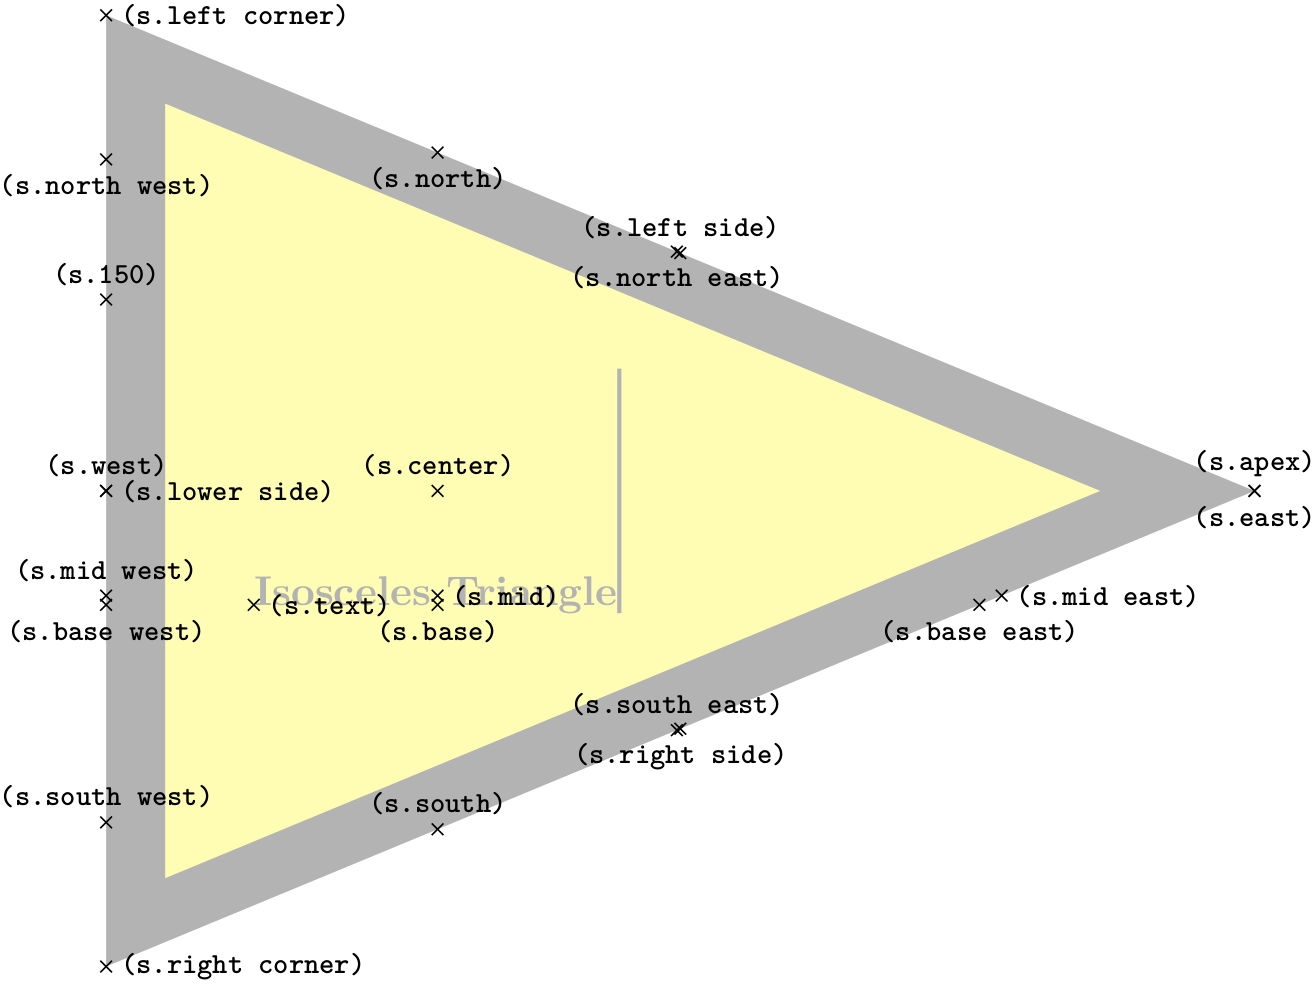 (s.left corner)
(s.north)
(s.north west)
(s.left side)
(s.150)
(s.north east)
(s.west)
(s.center)
(s.apex)
(s.lower side)
(s.east)
(s.mid west)
Isosceles Triangle
(s.text)
(s.mid)
(s.mid east)
(s.base west)
(s.base)
(s.base east)
(s.south east)
(s.right side)
(s.south west)
(s.south)
(s.right corner)